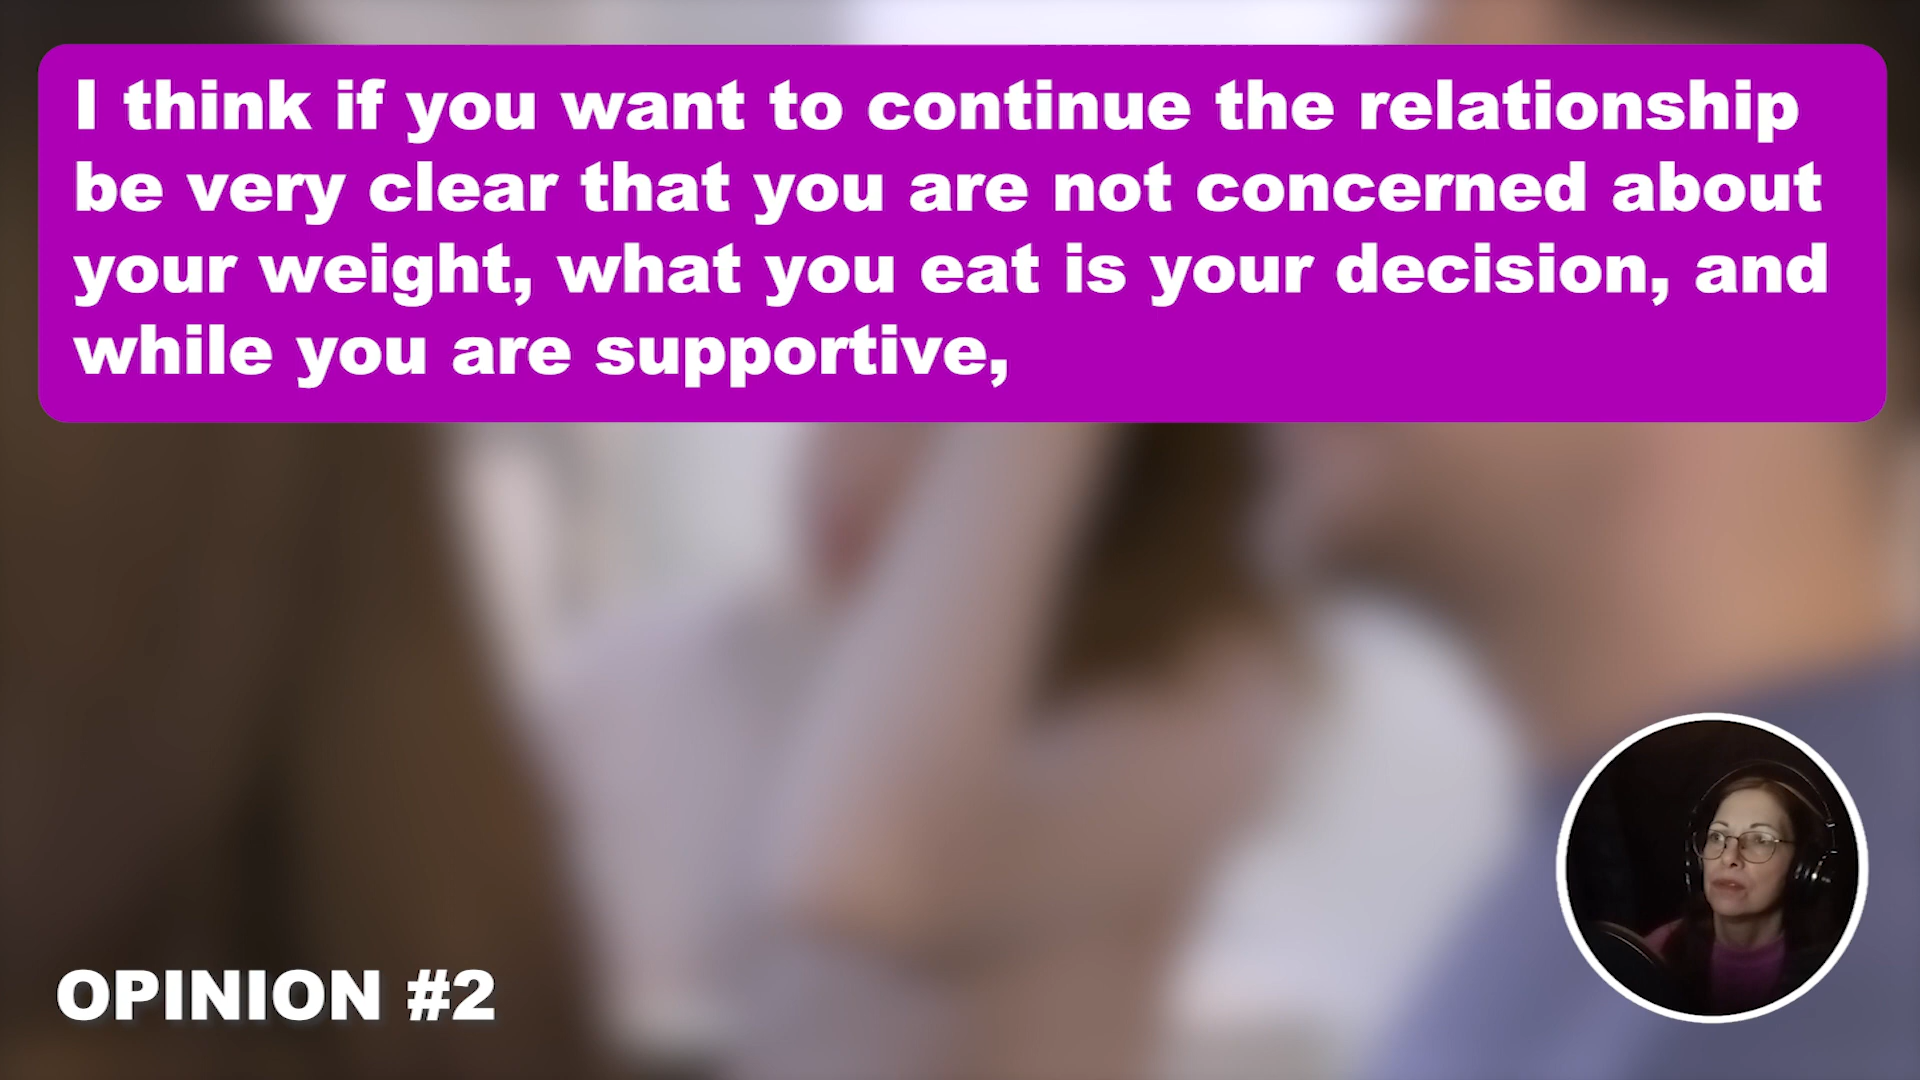 I think if you want to continue the relationship
be very clear that you are not concerned about
your weight, what you eat is your decision, and
while you are supportive,
OPINION #2